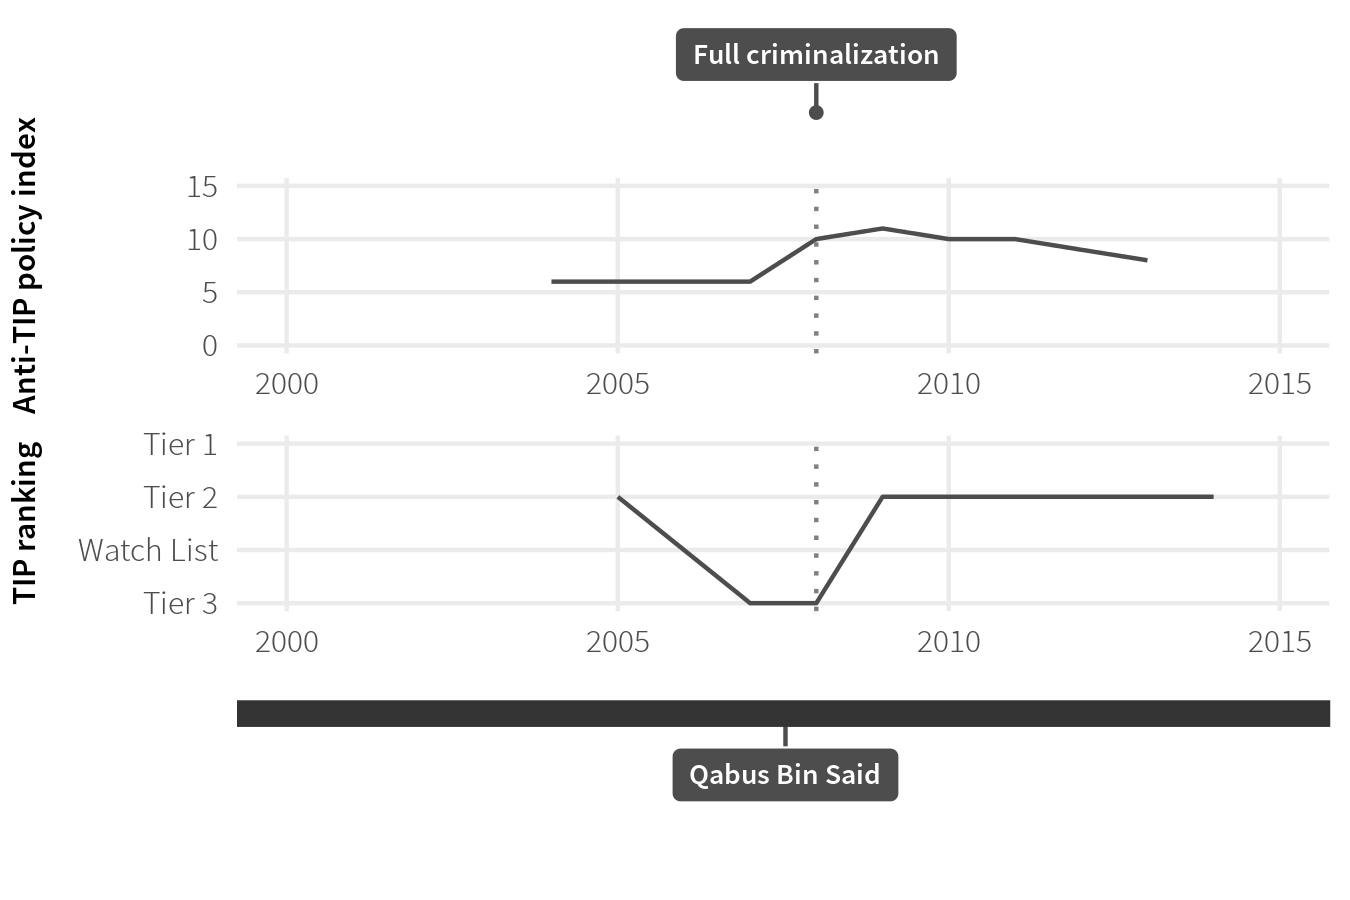 Full criminalization
Anti-TIP policy index
15
10
5
0
2000 2005 2010 2015
TIP ranking
Tier 1
Tier 2
Watch List
Tier 3
2000 2005 2010 2015
Qabus Bin Said